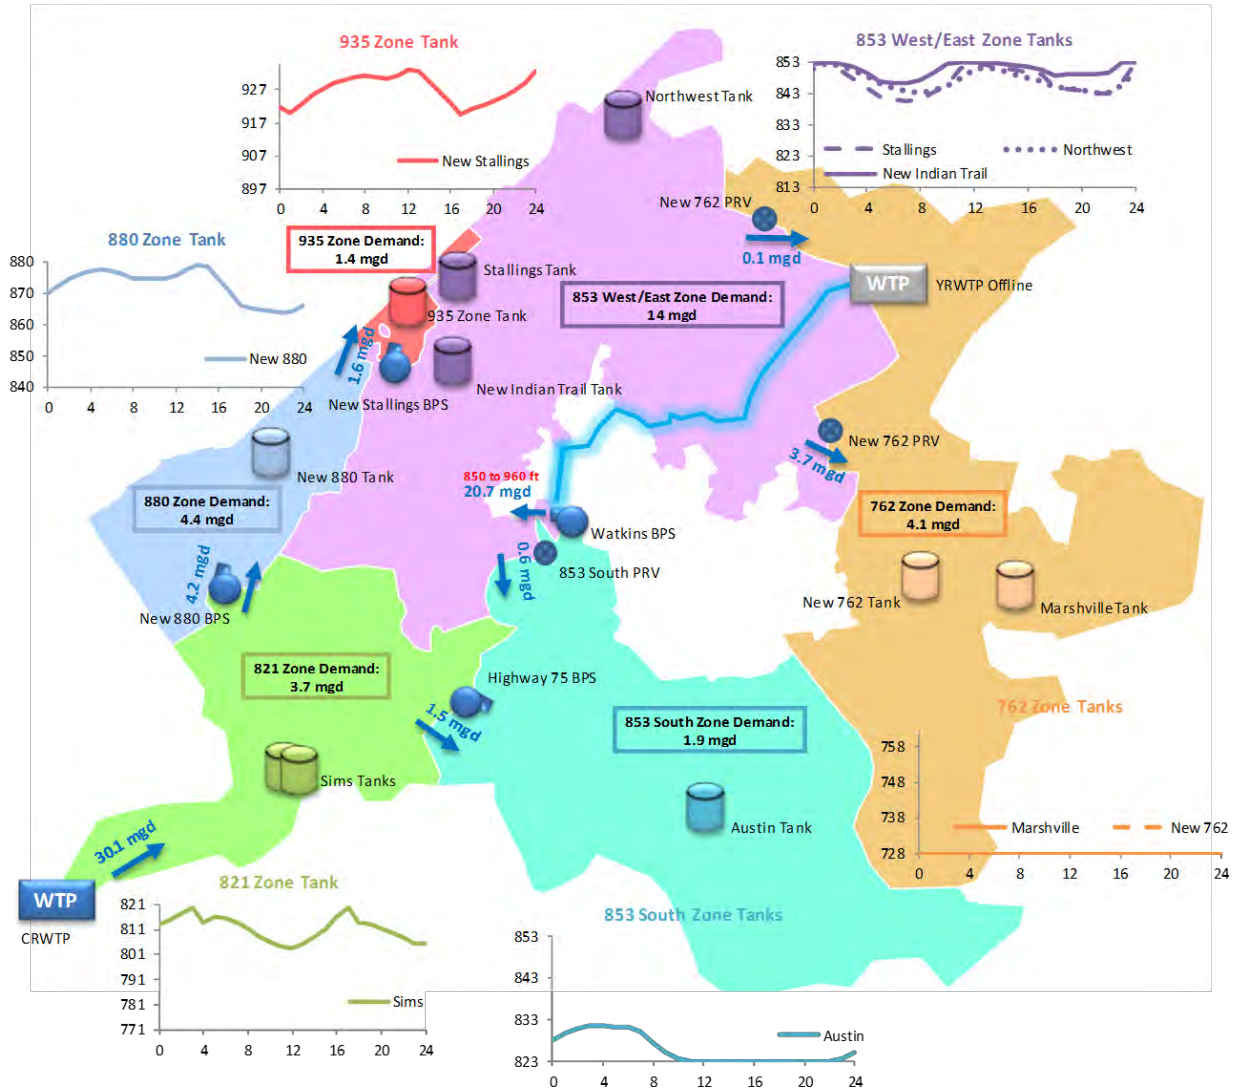 935 Zone Tank
927
917
907
897
New Stallings
0 4 8 12 16 20 24
853 West/East Zone Tanks
853
843
833
823
813
Stallings
Northwest
New Indian Trail
0 4 8 12 16 20 24
Northwest Tank
New 762 PRV
0.1 mgd
WTP
YRWTP Offline
880 Zone Tank
880
870
860
850
840
New 880
0 4 8 12 16 20 24
935 Zone Demand:
1.4 mgd
Stallings Tank
853 West/East Zone Demand:
14 mgd
935 Zone Tank
1.6 mgd
New Stallings BPS
New Indian Trail Tank
New 762 PRV
3.7 mgd
New 880 Tank
880 Zone Demand:
4.4 mgd
850 to 960 ft
20.7 mgd
Watkins BPS
853 South PRV
0.6 mgd
762 Zone Demand:
4.1 mgd
New 762 Tank
Marshville Tank
4.2 mgd
New 880 BPS
821 Zone Demand:
3.7 mgd
Highway 75 BPS
1.5 mgd
853 South Zone Demand:
1.9 mgd
Sims Tanks
Austin Tank
762 Zone Tanks
758
748
738
728
Marshville
New 762
0 4 8 12 16 20 24
30.1 mgd
WTP
CRWTP
821 Zone Tank
821
811
801
791
781
771
Sims
0 4 8 12 16 20 24
853 South Zone Tanks
853
843
833
823
Austin
0 4 8 12 16 20 24